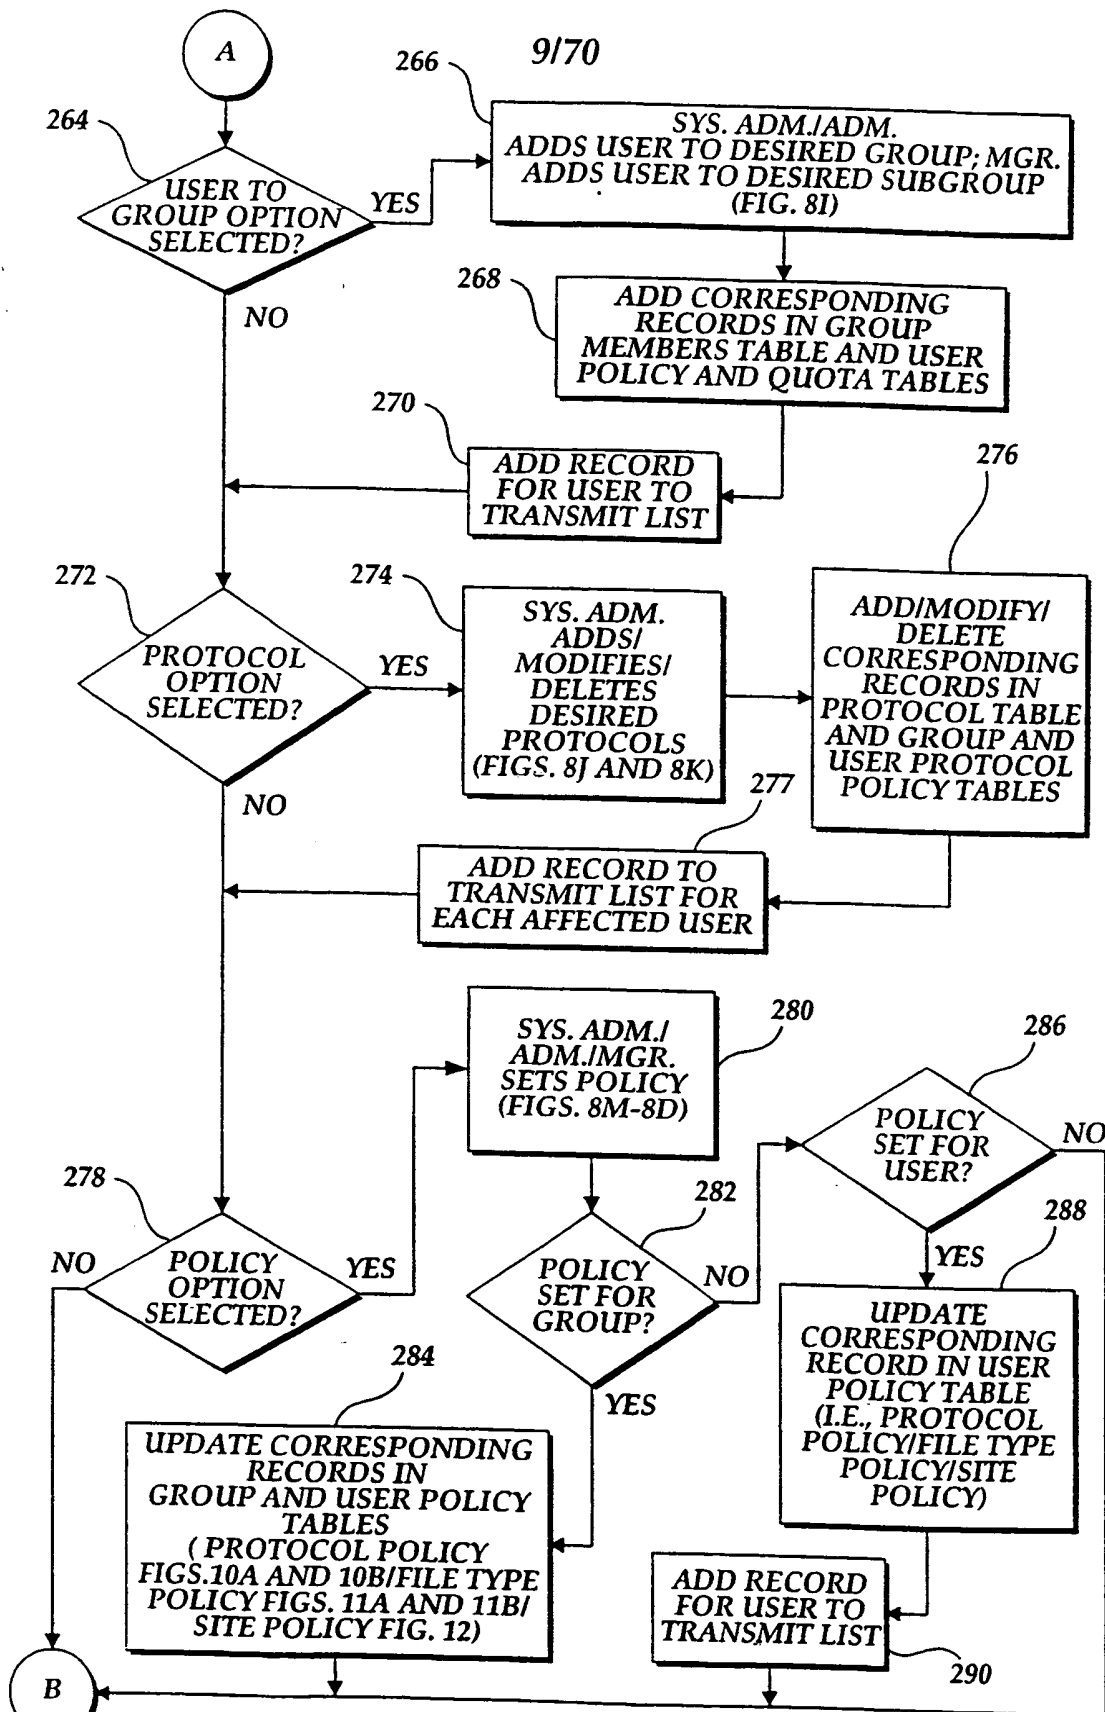 A
9/70
264
USER TO
GROUP OPTION
SELECTED?
YES
NO
266
SYS. ADM./ADM.
ADDS USER TO DESIRED GROUP; MGR.
ADDS USER TO DESIRED SUBGROUP
(FIG. 8I)
268
ADD CORRESPONDING
RECORDS IN GROUP
MEMBERS TABLE AND USER
POLICY AND QUOTA TABLES
270
ADD RECORD
FOR USER TO
TRANSMIT LIST
272
PROTOCOL
OPTION
SELECTED?
YES
NO
274
SYS. ADM.
ADDS/
MODIFIES/
DELETES
DESIRED
PROTOCOLS
(FIGS. 8J AND 8K)
276
ADD/MODIFY/
DELETE
CORRESPONDING
RECORDS IN
PROTOCOL TABLE
AND GROUP AND
USER PROTOCOL
POLICY TABLES
277
ADD RECORD TO
TRANSMIT LIST FOR
EACH AFFECTED USER
278
POLICY
OPTION
SELECTED?
NO
YES
280
SYS. ADM./
ADM./MGR.
SETS POLICY
(FIGS. 8M-8D)
282
POLICY
SET FOR
GROUP?
NO
YES
284
UPDATE CORRESPONDING
RECORDS IN
GROUP AND USER POLICY
TABLES
( PROTOCOL POLICY
FIGS.10A AND 10B/FILE TYPE
POLICY FIGS. 11A AND 11B/
SITE POLICY FIG. 12)
286
POLICY
SET FOR
USER?
NO
YES
288
UPDATE
CORRESPONDING
RECORD IN USER
POLICY TABLE
(I.E., PROTOCOL
POLICY/FILE TYPE
POLICY/SITE
POLICY)
ADD RECORD
FOR USER TO
TRANSMIT LIST
290
B